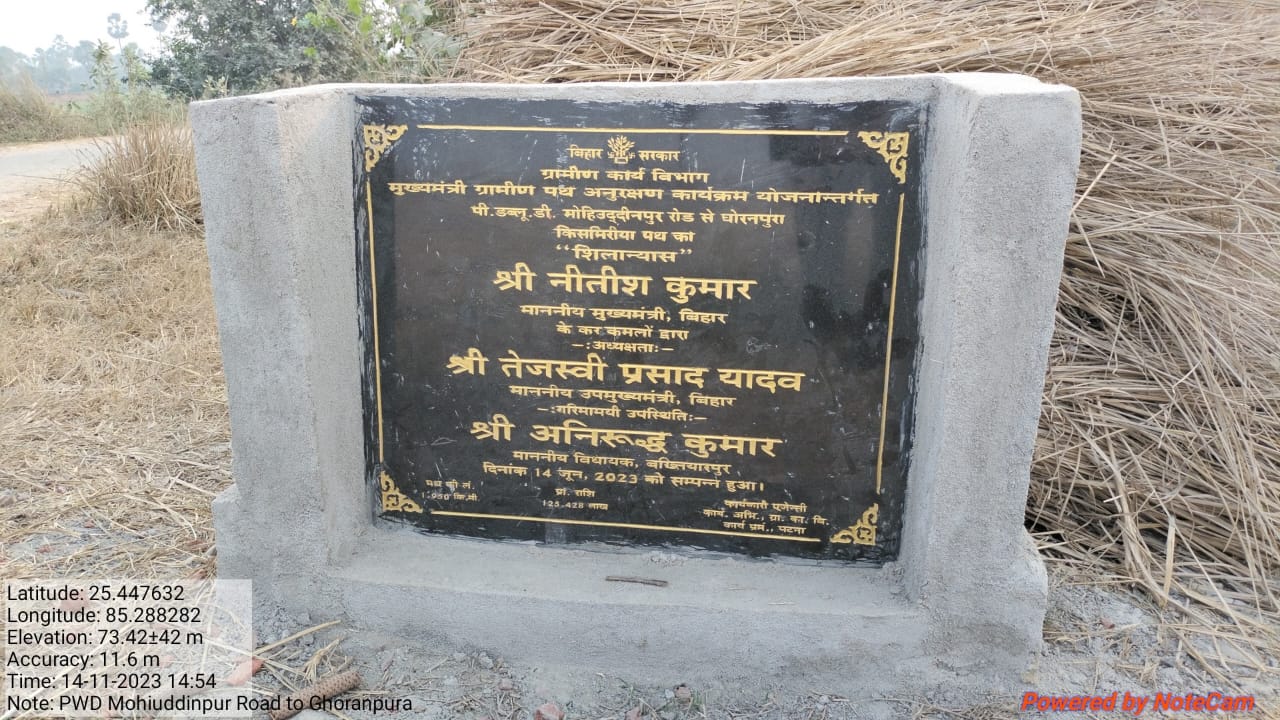 बिहार सरकार
ग्रामीण कार्य विभाग
मुख्यमंत्री ग्रामीण पथ अनुरक्षण कार्यक्रम योजनान्तर्गत
पी.डब्लू.डी. मोहिउद्दीनपुर रोड से घोरनपुरा
किसमिरीया पथ का
“शिलान्यास”
श्री नीतीश कुमार
माननीय मुख्यमंत्री, बिहार
के कर कमलों द्वारा
-:अध्यक्षता:-
श्री तेजस्वी प्रसाद यादव
माननीय उपमुख्यमंत्री, बिहार
-:गरिमामयी उपस्थिति:-
श्री अनिरूद्ध कुमार
माननीय विधायक, बख्तियारपुर
दिनांक 14 जून, 2023 को सम्पन्न हुआ।
पथ की लं.
कि.मी.
प्रा. राशि
125.428 लाख
कार्यकारी एजेन्सी
कार्य. अभि., ग्रा. का. वि.
कार्य प्रम., पटना
Latitude: 25.447632
Longitude: 85.288282
Elevation: 73.42±42 m
Accuracy: 11.6 m
Time: 14-11-2023 14:54
Note: PWD Mohiuddinpur Road to Ghoranpura
Powered by NoteCam